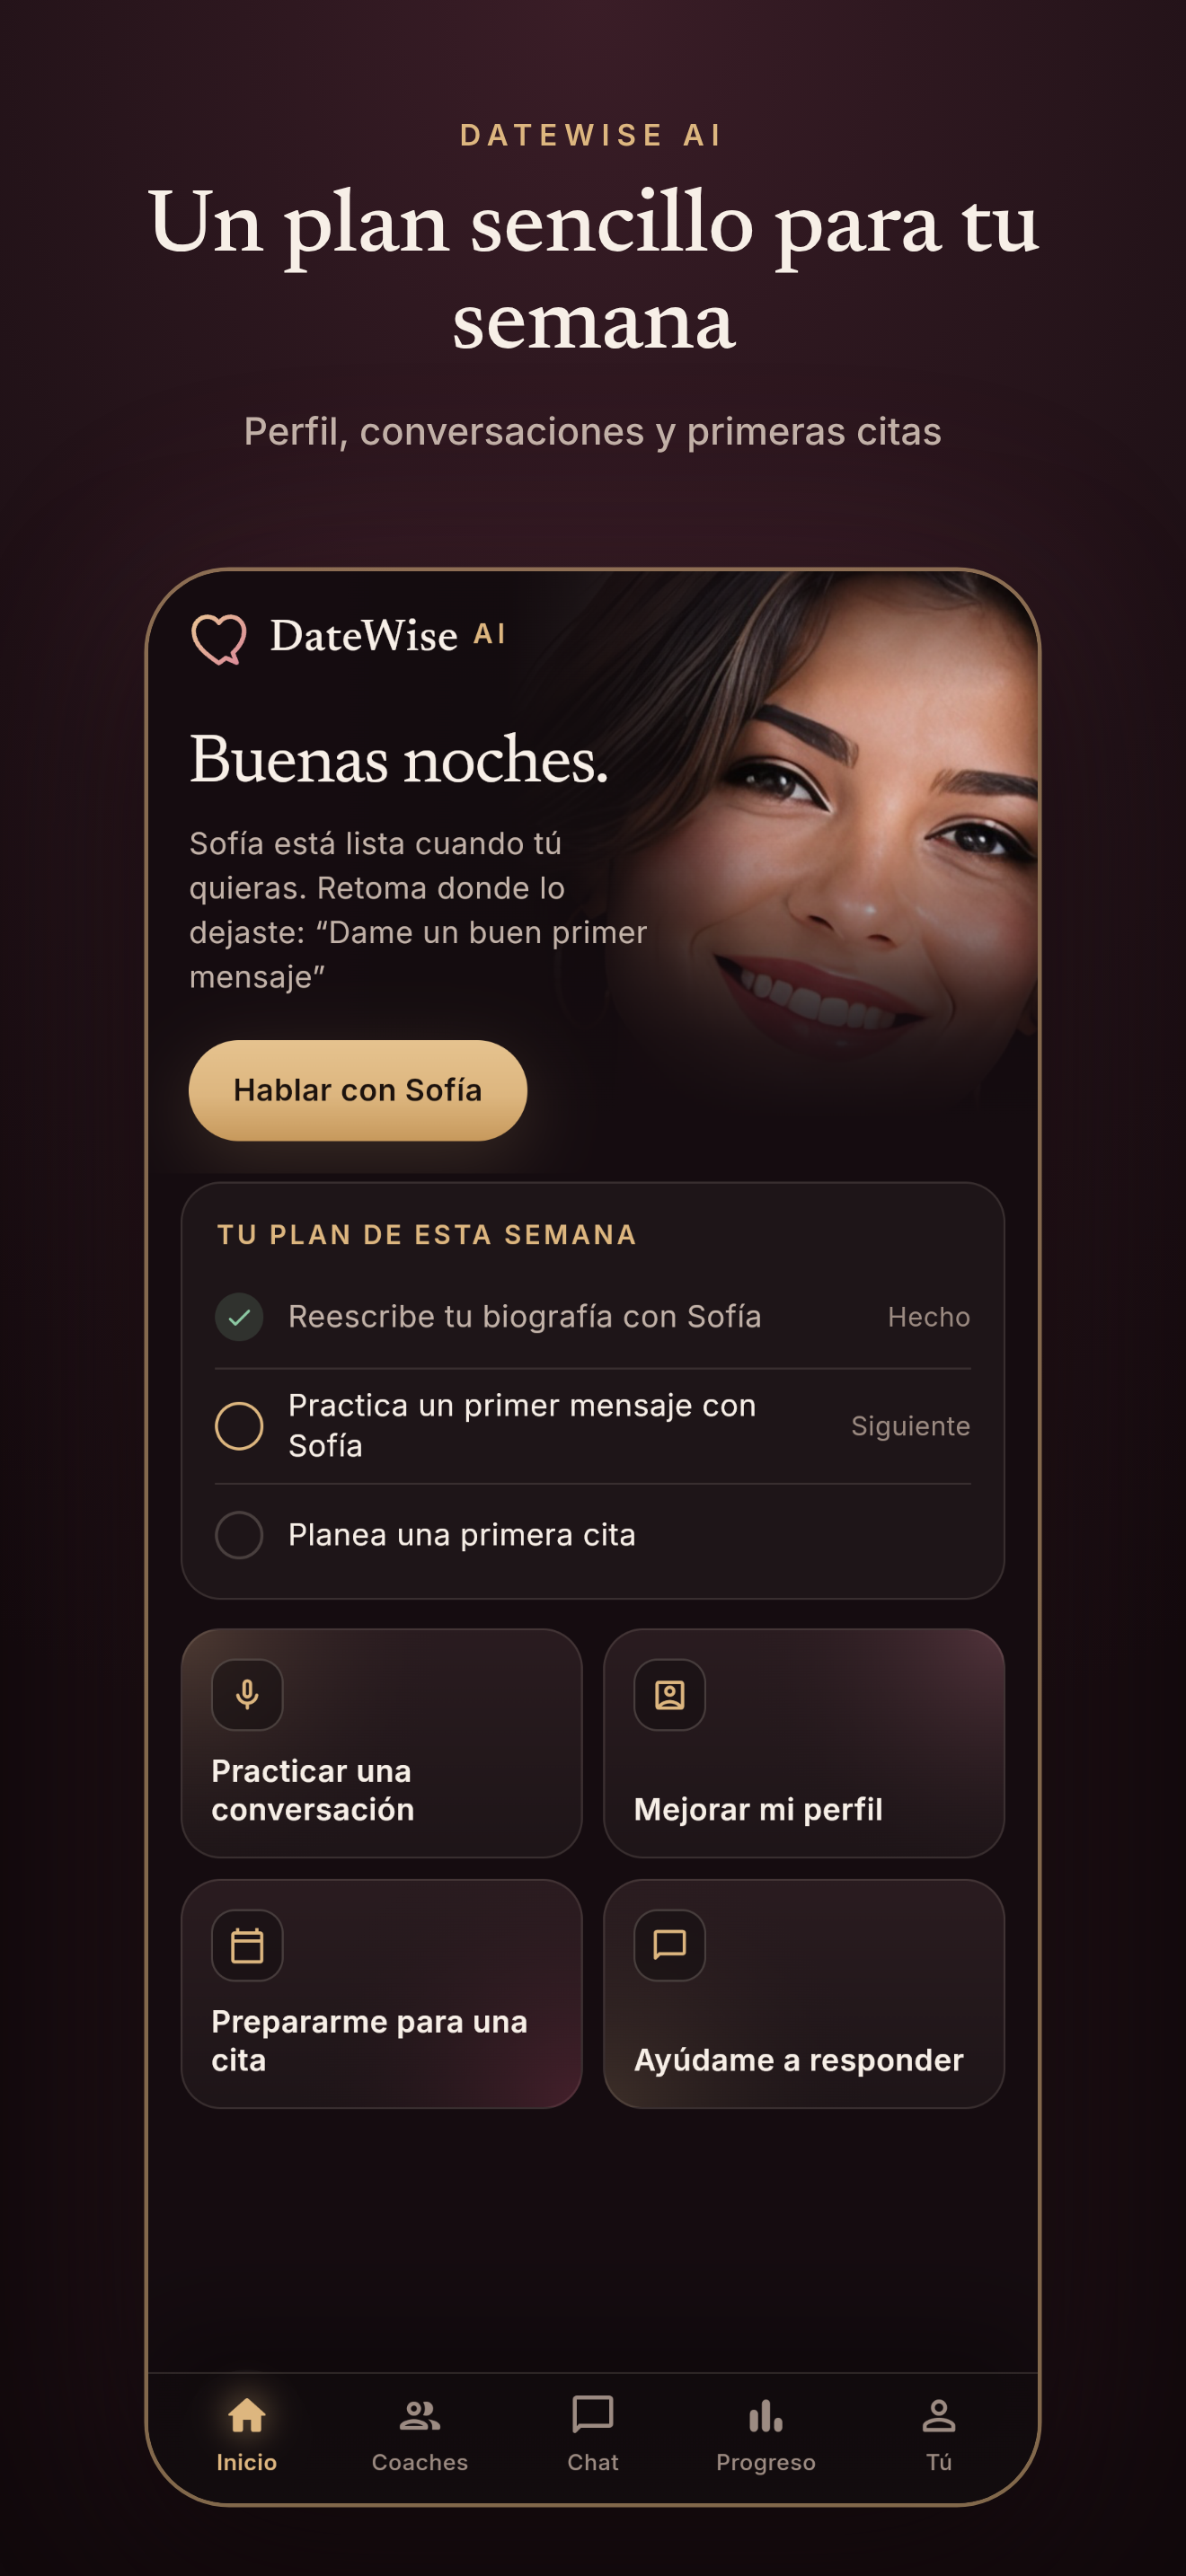 DATEWISE AI
Un plan sencillo para tu
semana
Perfil, conversaciones y primeras citas
DateWise AI
Buenas noches.
Sofía está lista cuando tú
quieras. Retoma donde lo
dejaste: “Dame un buen primer
mensaje”
Hablar con Sofía
TU PLAN DE ESTA SEMANA
Reescribe tu biografía con Sofía Hecho
Practica un primer mensaje con
Sofía
Siguiente
Planea una primera cita
Practicar una
conversación
Mejorar mi perfil
Prepararme para una
cita
Ayúdame a responder
Inicio Coaches Chat Progreso Tú